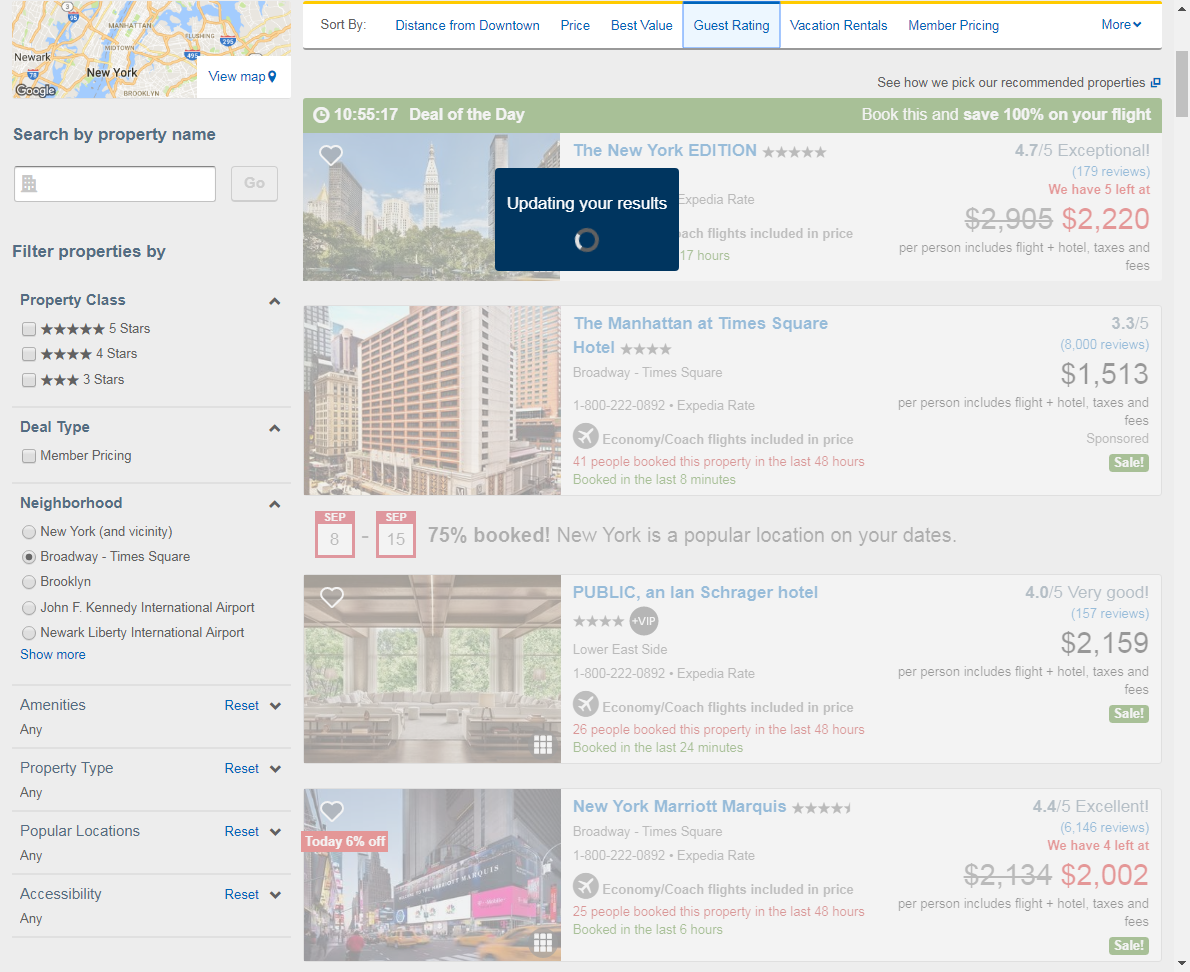 MANHATTAN
NEW YORK
FLUSHING
MIDTOWN
Newark
New York
BROOKLYN
Google
View map
Search by property name
Go
Filter properties by
Property Class
5 Stars
4 Stars
3 Stars
Deal Type
Member Pricing
Neighborhood
New York (and vicinity)
Broadway - Times Square
Brooklyn
John F. Kennedy International Airport
Newark Liberty International Airport
Show more
Amenities Reset
Any
Property Type Reset
Any
Popular Locations Reset
Any
Accessibility Reset
Any
Sort By: Distance from Downtown Price Best Value Guest Rating Vacation Rentals Member Pricing More
See how we pick our recommended properties
10:55:17 Deal of the Day Book this and save 100% on your flight
The New York EDITION
4.7/5 Exceptional!
(179 reviews)
We have 5 left at
Expedia Rate
$2,905 $2,220
Coach flights included in price
per person includes flight + hotel, taxes and
fees
17 hours
Updating your results
The Manhattan at Times Square
Hotel
3.3/5
(8,000 reviews)
Broadway - Times Square
$1,513
1-800-222-0892 • Expedia Rate
per person includes flight + hotel, taxes and
fees
Economy/Coach flights included in price
Sponsored
41 people booked this property in the last 48 hours
Sale!
Booked in the last 8 minutes
SEP
8
-
SEP
15
75% booked! New York is a popular location on your dates.
PUBLIC, an Ian Schrager hotel
4.0/5 Very good!
+VIP
(157 reviews)
Lower East Side
$2,159
1-800-222-0892 • Expedia Rate
per person includes flight + hotel, taxes and
fees
Economy/Coach flights included in price
26 people booked this property in the last 48 hours
Sale!
Booked in the last 24 minutes
New York Marriott Marquis
4.4/5 Excellent!
(6,146 reviews)
Broadway - Times Square
We have 4 left at
Today 6% off
1-800-222-0892 • Expedia Rate
$2,134 $2,002
Economy/Coach flights included in price
per person includes flight + hotel, taxes and
fees
25 people booked this property in the last 48 hours
Booked in the last 6 hours
Sale!